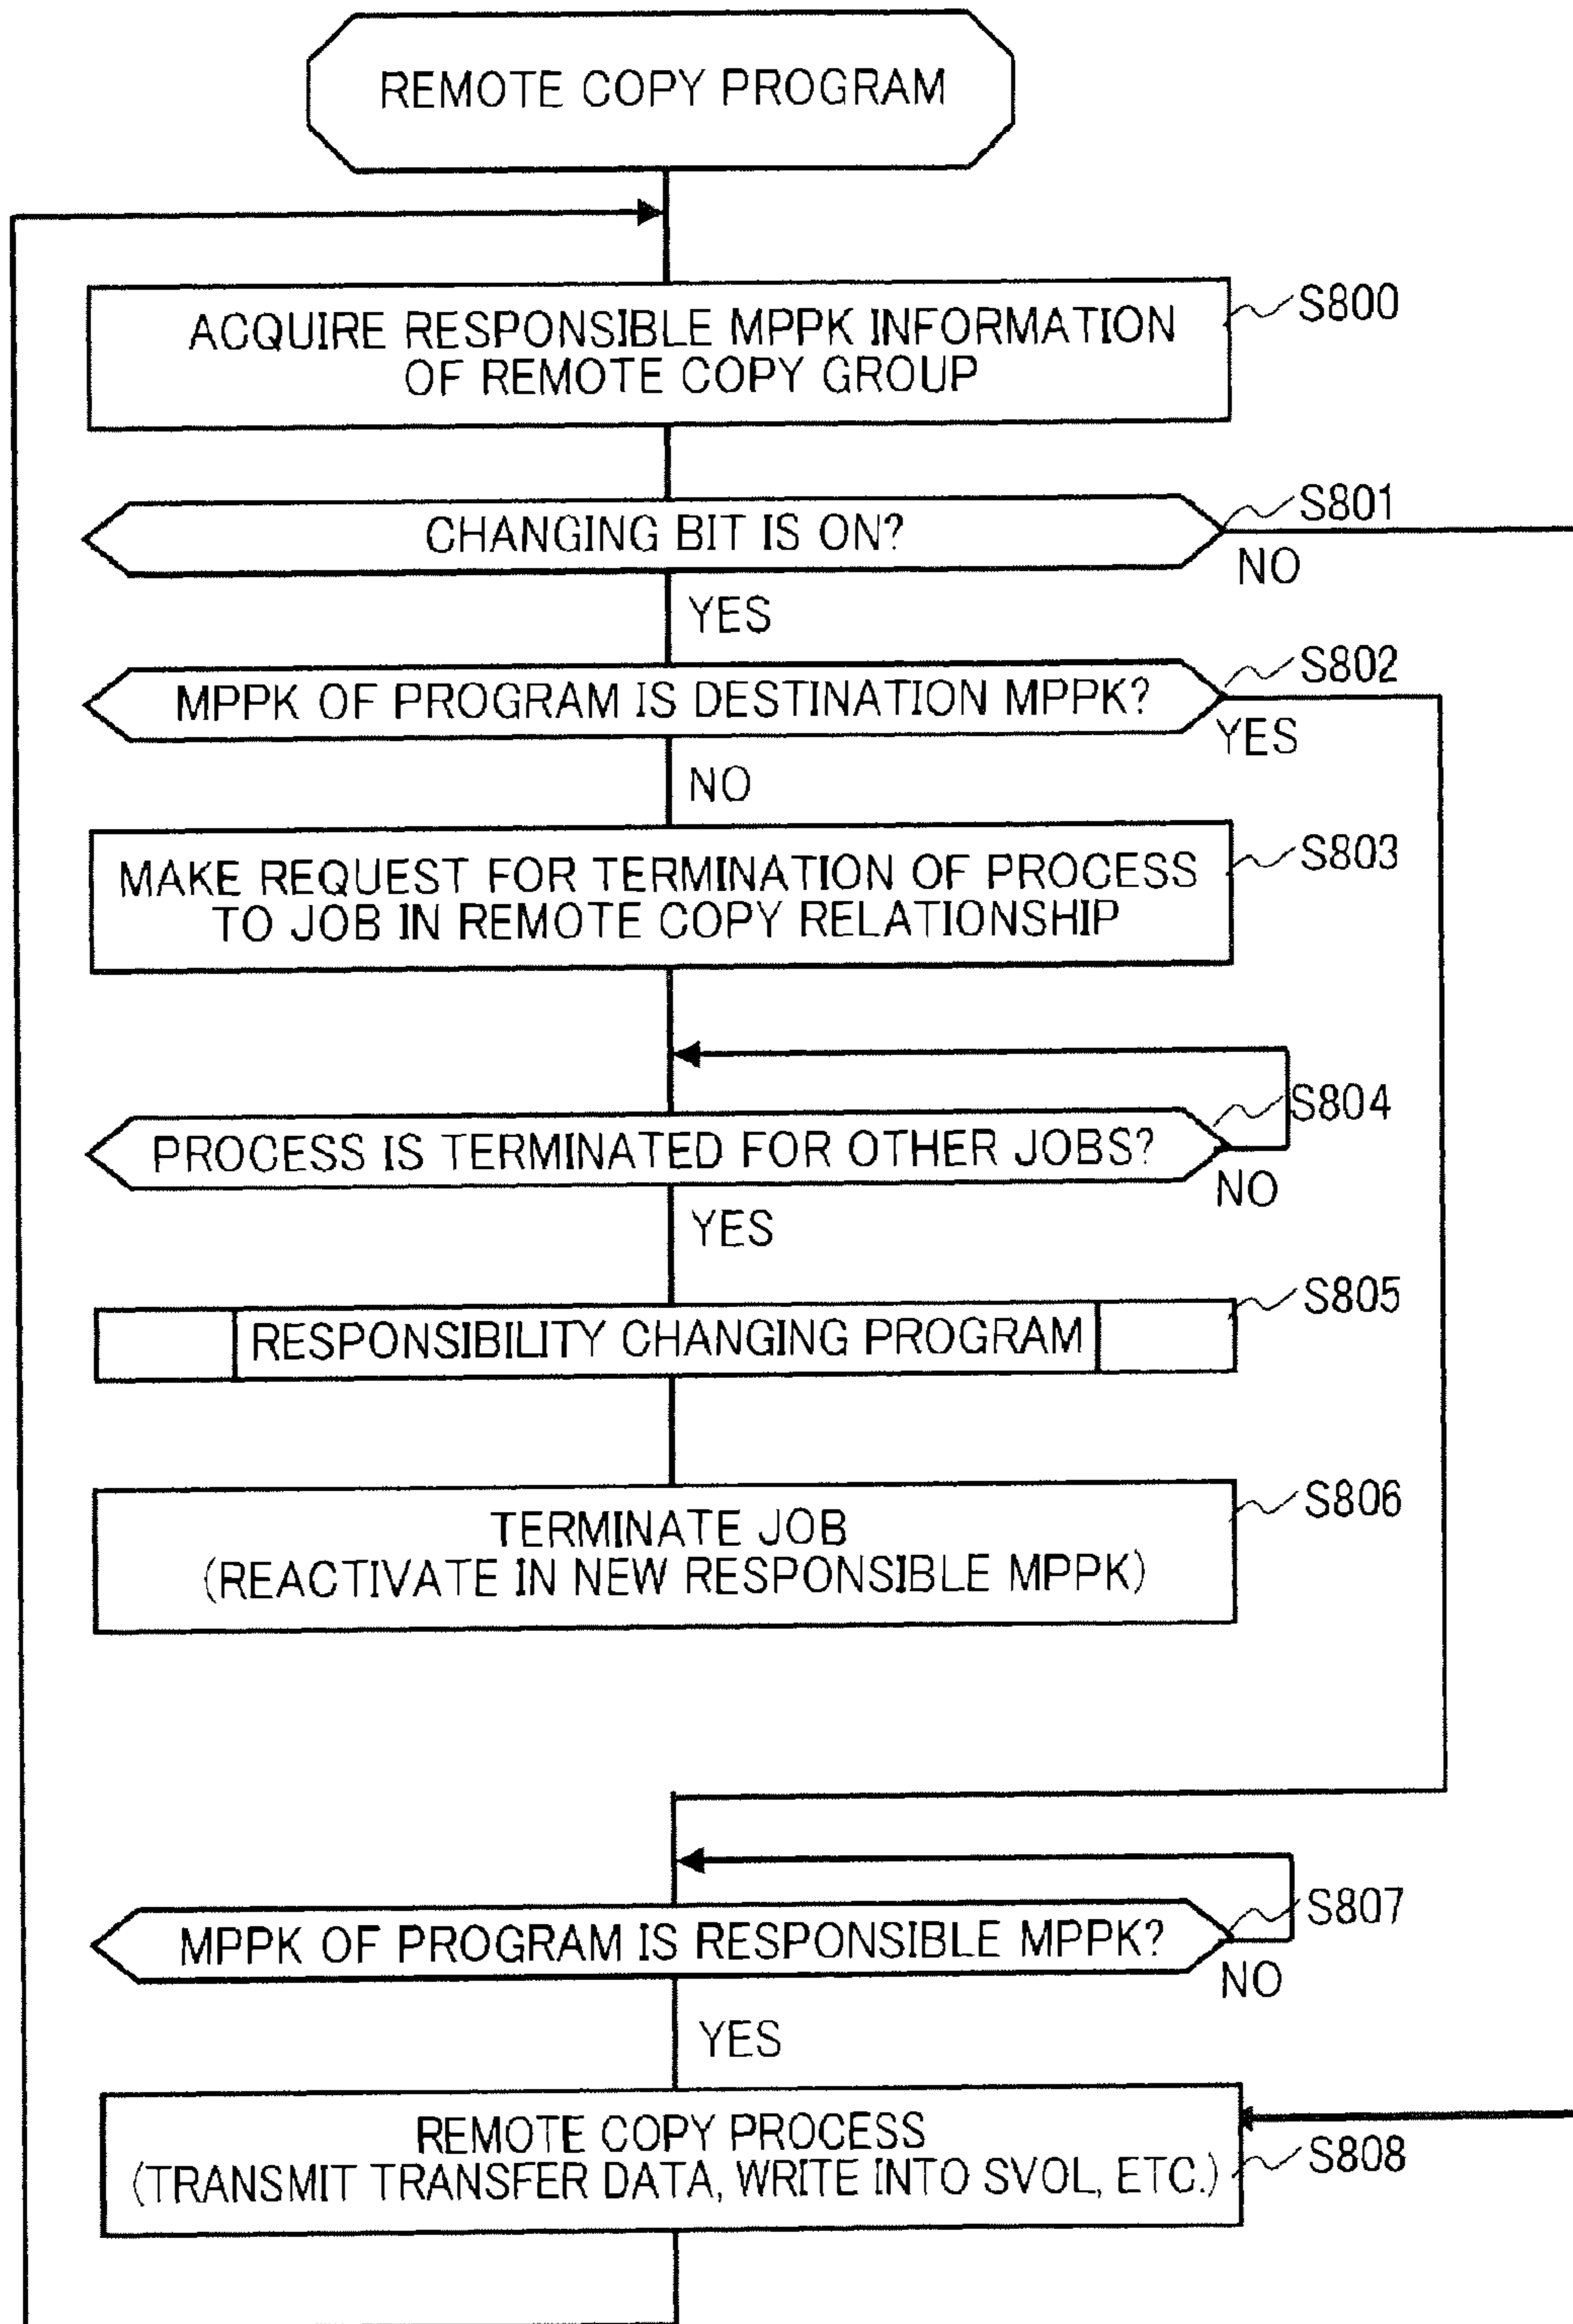 REMOTE COPY PROGRAM
ACQUIRE RESPONSIBLE MPPK INFORMATION
OF REMOTE COPY GROUP
S800
CHANGING BIT IS ON?
S801
NO
YES
MPPK OF PROGRAM IS DESTINATION MPPK?
S802
YES
NO
MAKE REQUEST FOR TERMINATION OF PROCESS
TO JOB IN REMOTE COPY RELATIONSHIP
S803
PROCESS IS TERMINATED FOR OTHER JOBS?
S804
NO
YES
RESPONSIBILITY CHANGING PROGRAM
S805
TERMINATE JOB
(REACTIVATE IN NEW RESPONSIBLE MPPK)
S806
MPPK OF PROGRAM IS RESPONSIBLE MPPK?
S807
NO
YES
REMOTE COPY PROCESS
(TRANSMIT TRANSFER DATA, WRITE INTO SVOL, ETC.)
S808